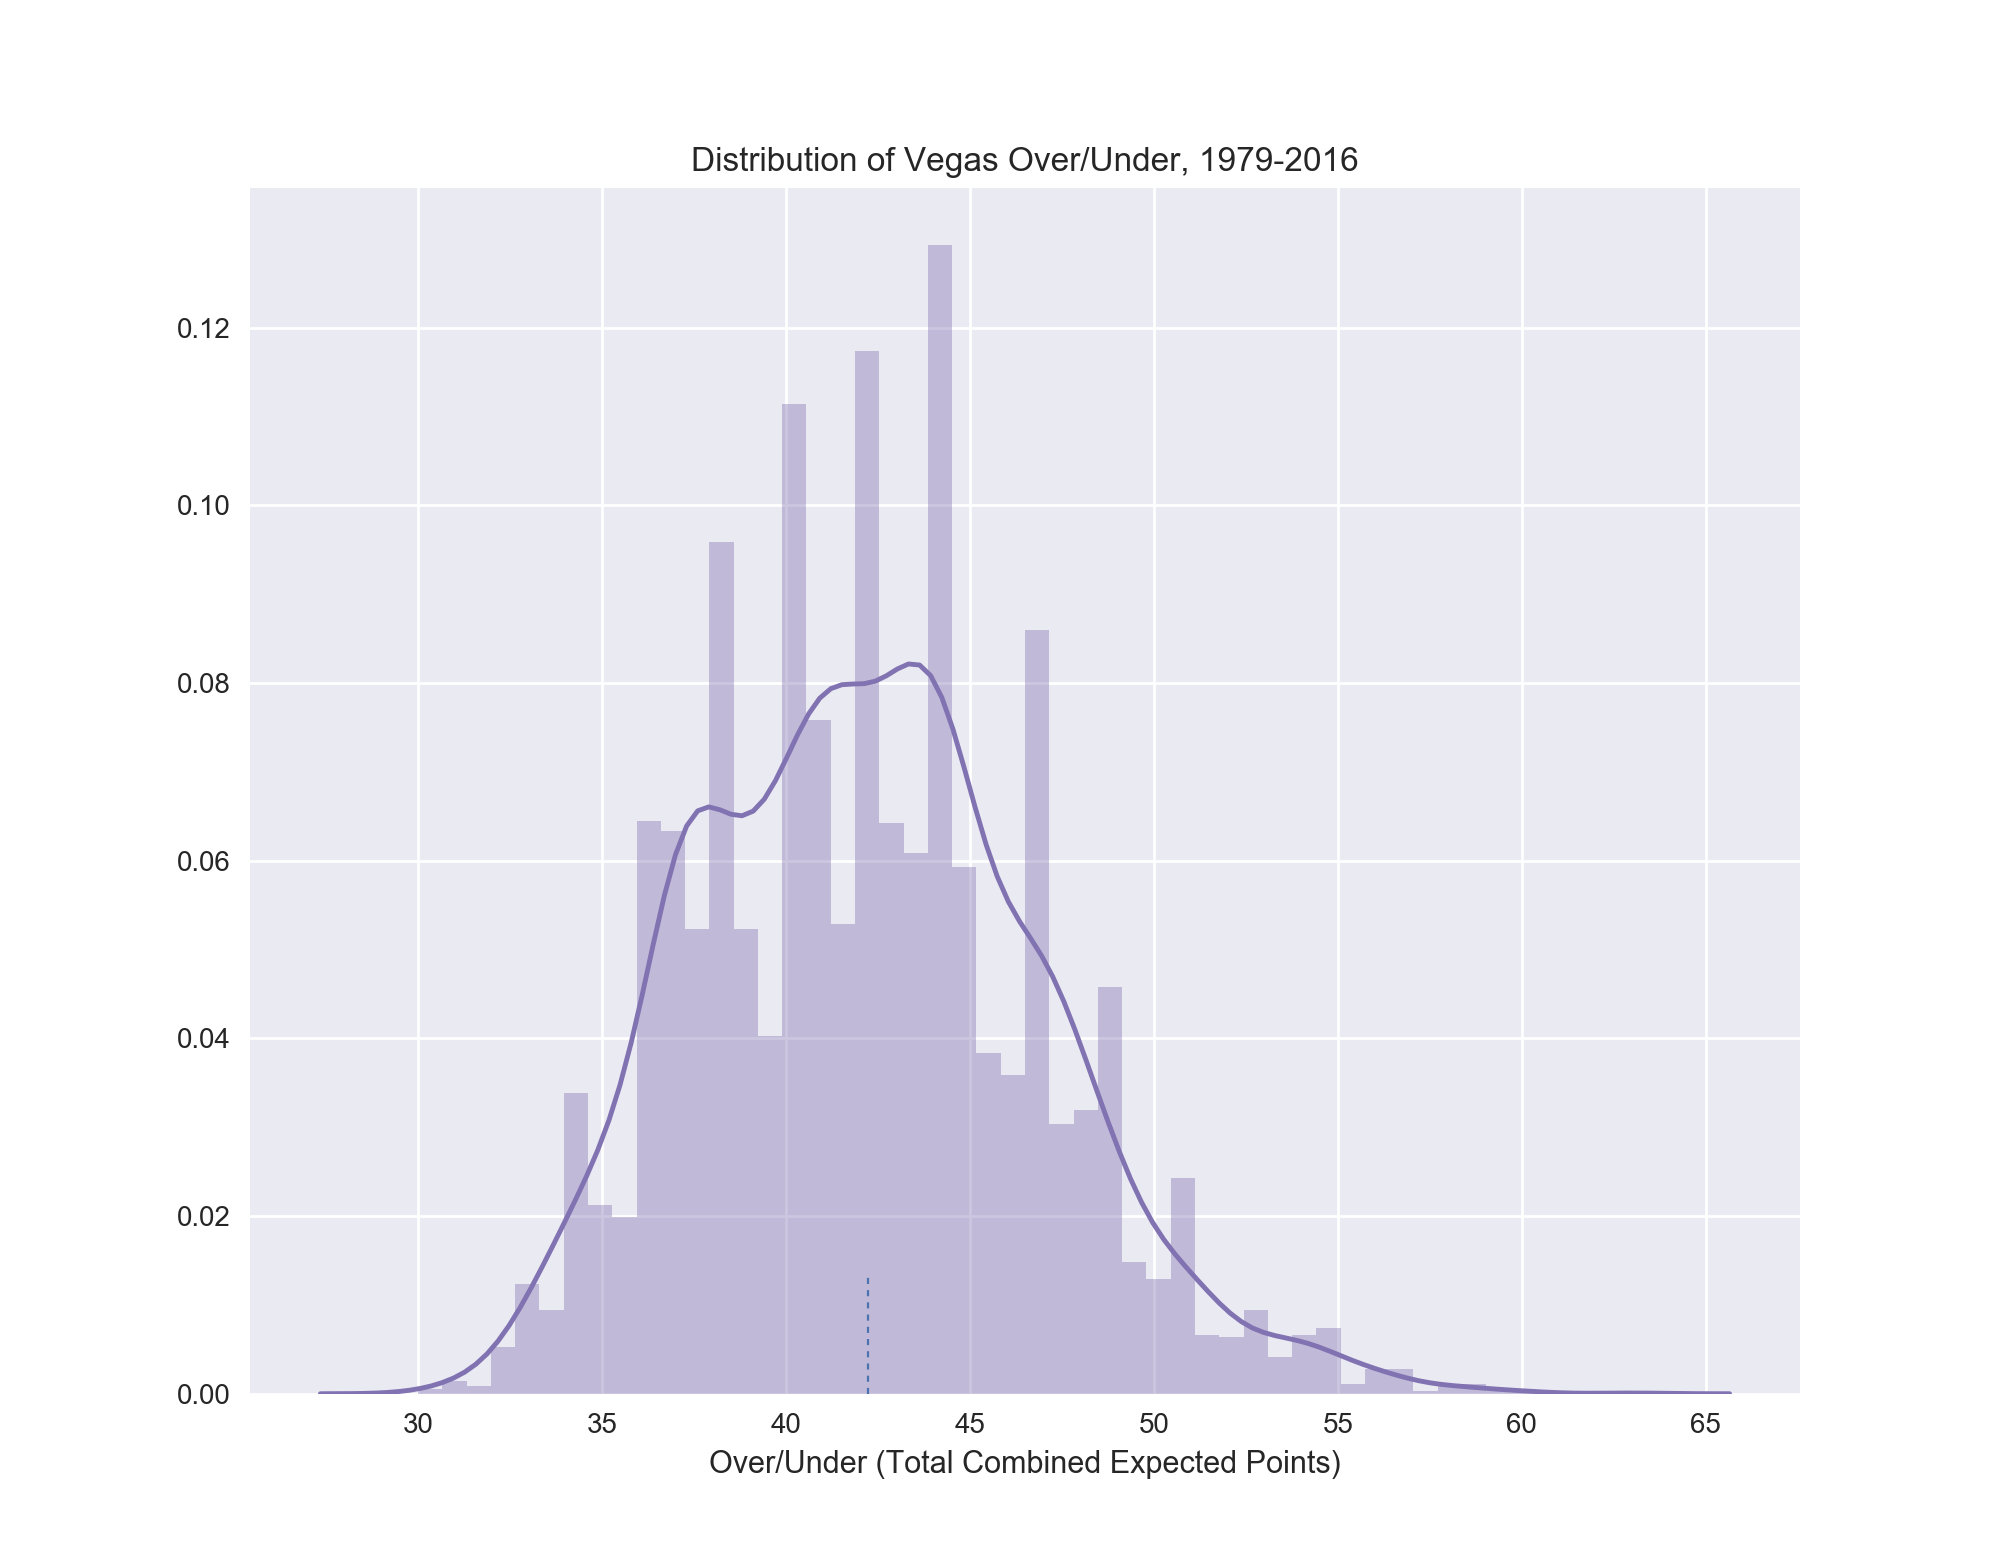 Distribution of Vegas Over/Under, 1979-2016
0.12
0.10
0.08
0.06
0.04
0.02
0.00
30 35 40 45 50 55 60 65
Over/Under (Total Combined Expected Points)